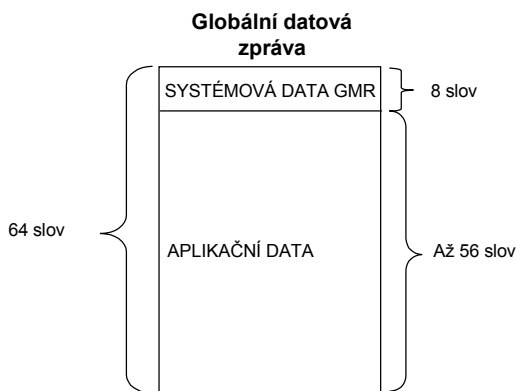 Globální datová
zpráva
SYSTÉMOVÁ DATA GMR
8 slov
64 slov
APLIKAČNÍ DATA
Až 56 slov